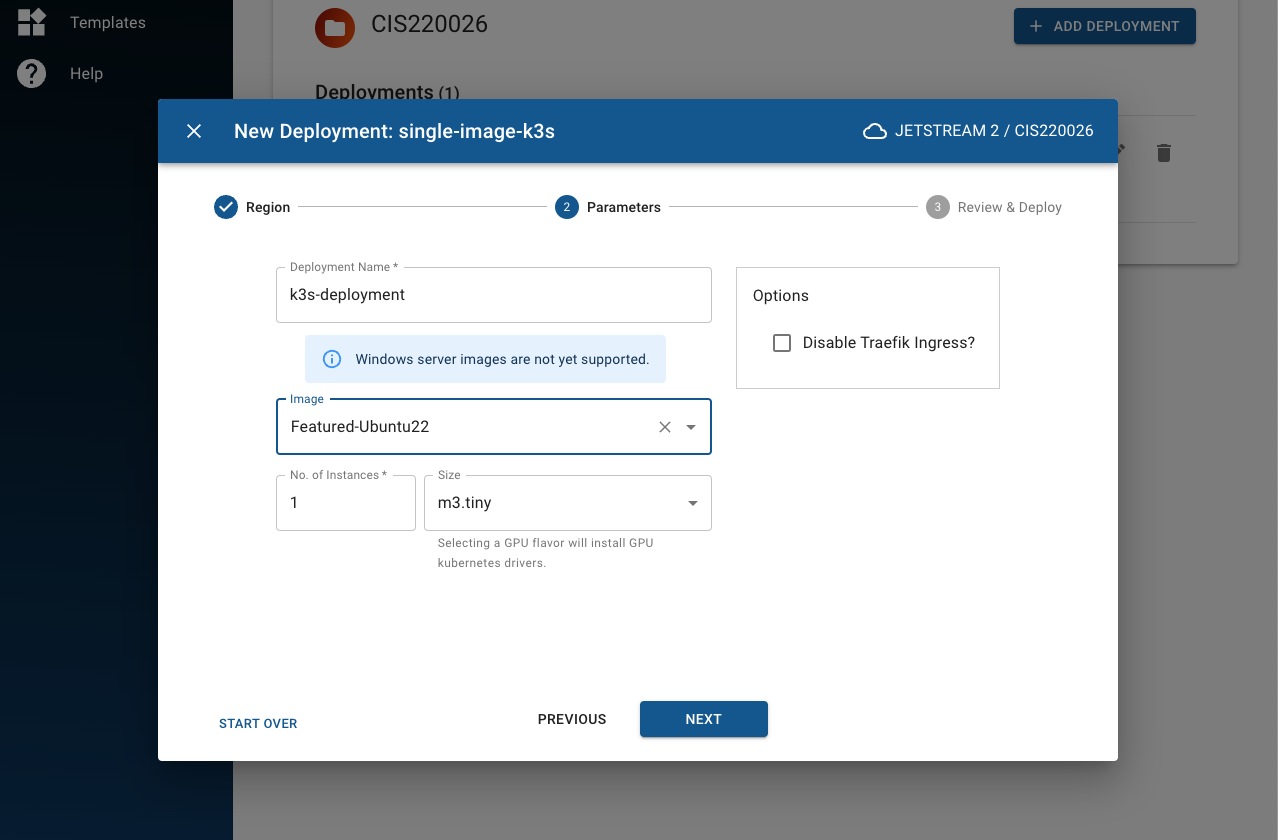 Templates
CIS220026
ADD DEPLOYMENT
Help
Deployments (1)
New Deployment: single-image-k3s
JETSTREAM 2 / CIS220026
Region
2
Parameters
3
Review & Deploy
Deployment Name *
k3s-deployment
Options
Disable Traefik Ingress?
Windows server images are not yet supported.
Image
Featured-Ubuntu22
No. of Instances *
1
Size
m3.tiny
Selecting a GPU flavor will install GPU
kubernetes drivers.
START OVER
PREVIOUS
NEXT